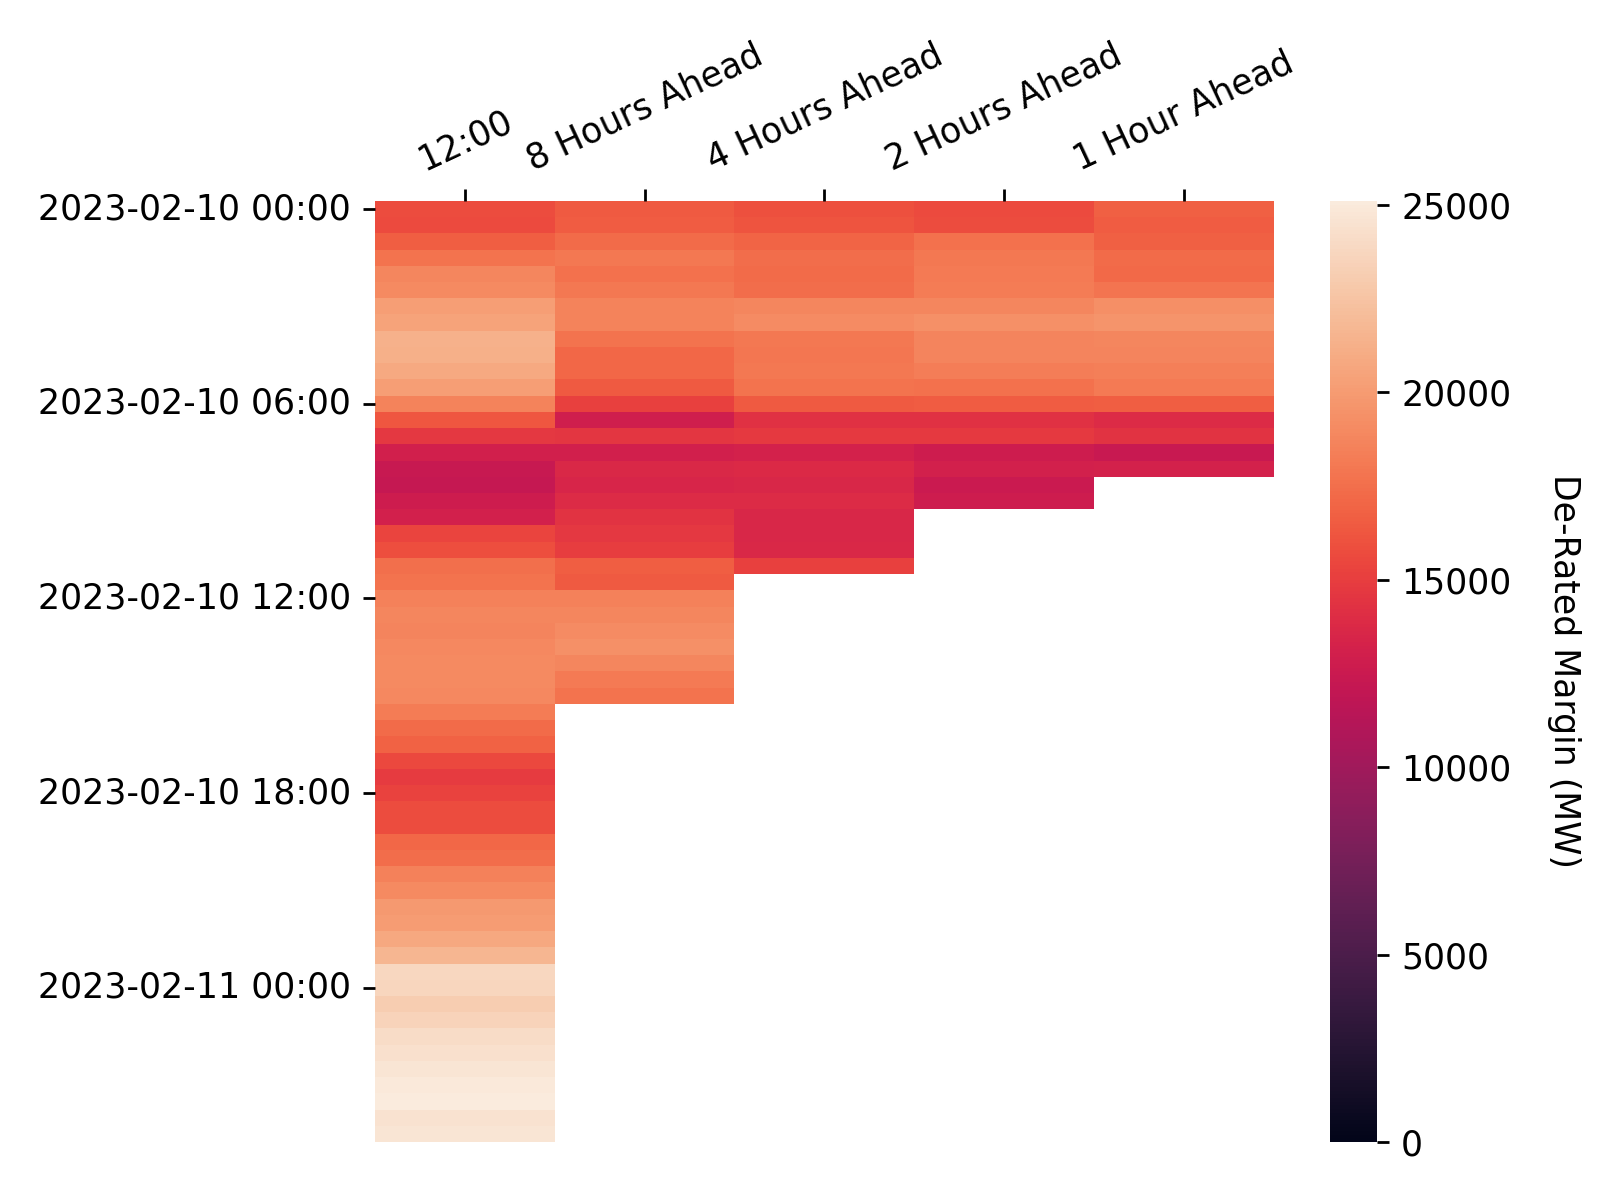 12:00
8 Hours Ahead
4 Hours Ahead
2 Hours Ahead
1 Hour Ahead
2023-02-10 00:00
2023-02-10 06:00
2023-02-10 12:00
2023-02-10 18:00
2023-02-11 00:00
25000
20000
15000
10000
5000
0
De-Rated Margin (MW)